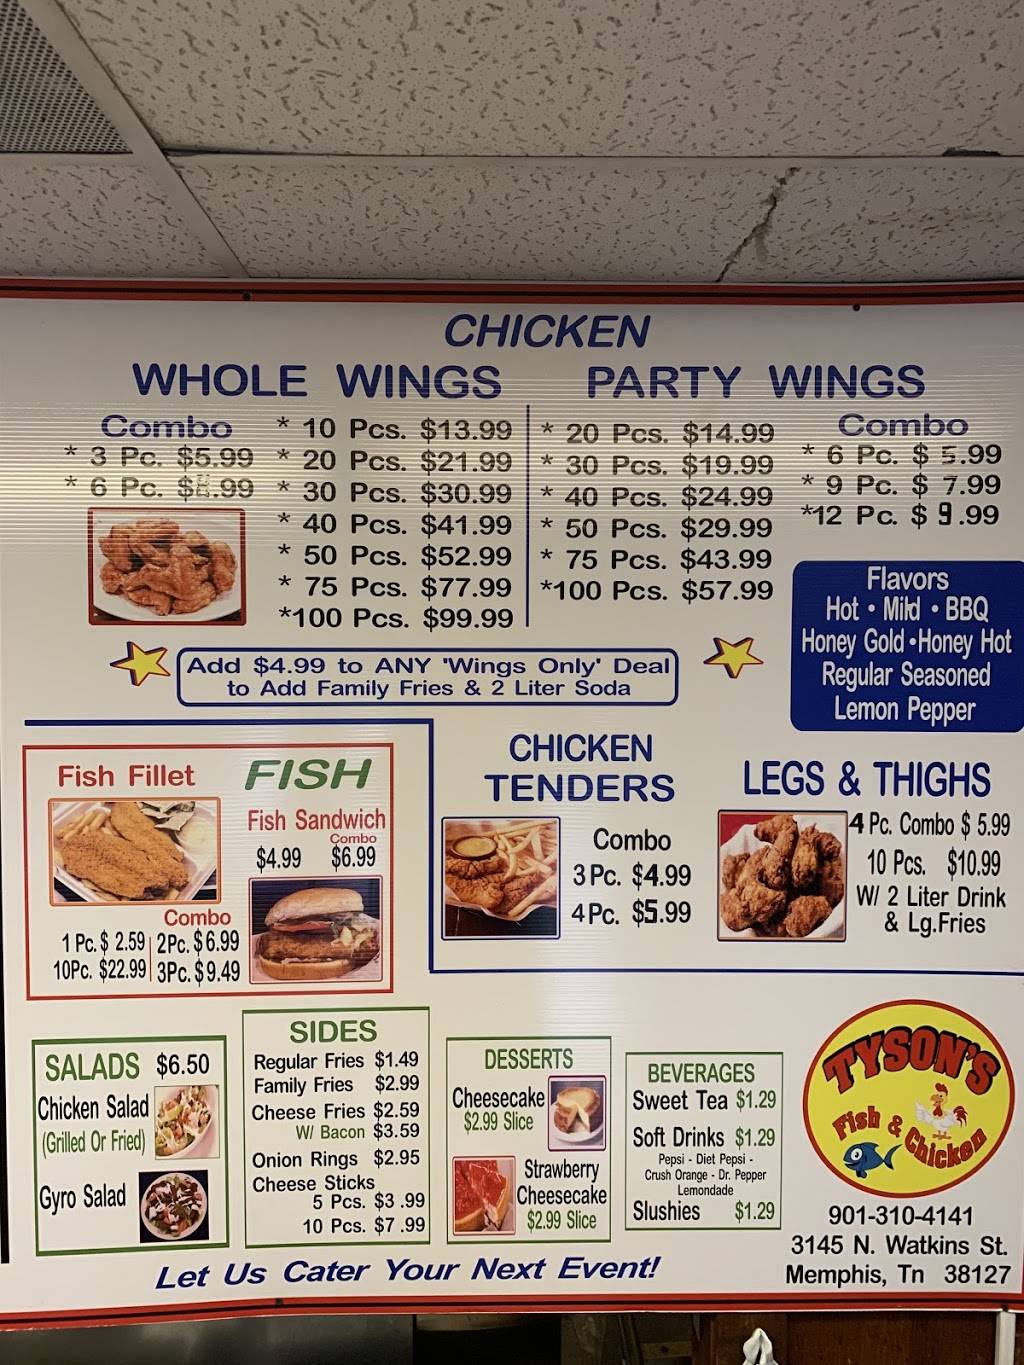 CHICKEN
WHOLE WINGS
Combo
* 3 Pc. $5.99
* 6 Pc. .99
* 10 Pcs. $13.99
* 20 Pcs. $21.99
* 30 Pcs. $30.99
* 40 Pcs. $41.99
* 50 Pcs. $52.99
* 75 Pcs. $77.99
*100 Pcs. $99.99
PARTY WINGS
* 20 Pcs. $14.99
* 30 Pcs. $19.99
* 40 Pcs. $24.99
* 50 Pcs. $29.99
* 75 Pcs. $43.99
*100 Pcs. $57.99
Combo
* 6 Pc. $ 5.99
* 9 Pc. $ 7.99
*12 Pc. $ 9.99
Flavors
Hot • Mild • BBQ
Honey Gold •Honey Hot
Regular Seasoned
Lemon Pepper
Add $4.99 to ANY 'Wings Only' Deal
to Add Family Fries & 2 Liter Soda
FISH
Fish Fillet
Combo
1 Pc. $ 2.59 2Pc. $6.99
10Pc. $22.99 3Pc. $9.49
Fish Sandwich
Combo
$4.99 $6.99
CHICKEN
TENDERS
Combo
3 Pc. $4.99
4 Pc. $5.99
LEGS & THIGHS
4 Pc. Combo $ 5.99
10 Pcs. $10.99
W/ 2 Liter Drink
& Lg.Fries
SALADS $6.50
Chicken Salad
(Grilled Or Fried)
Gyro Salad
SIDES
Regular Fries $1.49
Family Fries $2.99
Cheese Fries $2.59
W/ Bacon $3.59
Onion Rings $2.95
Cheese Sticks
5 Pcs. $3.99
10 Pcs. $7.99
DESSERTS
Cheesecake
$2.99 Slice
Strawberry
Cheesecake
$2.99 Slice
BEVERAGES
Sweet Tea $1.29
Soft Drinks $1.29
Pepsi - Diet Pepsi -
Crush Orange - Dr. Pepper
Lemondade
Slushies $1.29
TYSON'S
Fish & Chicken
901-310-4141
3145 N. Watkins St.
Memphis, Tn 38127
Let Us Cater Your Next Event!